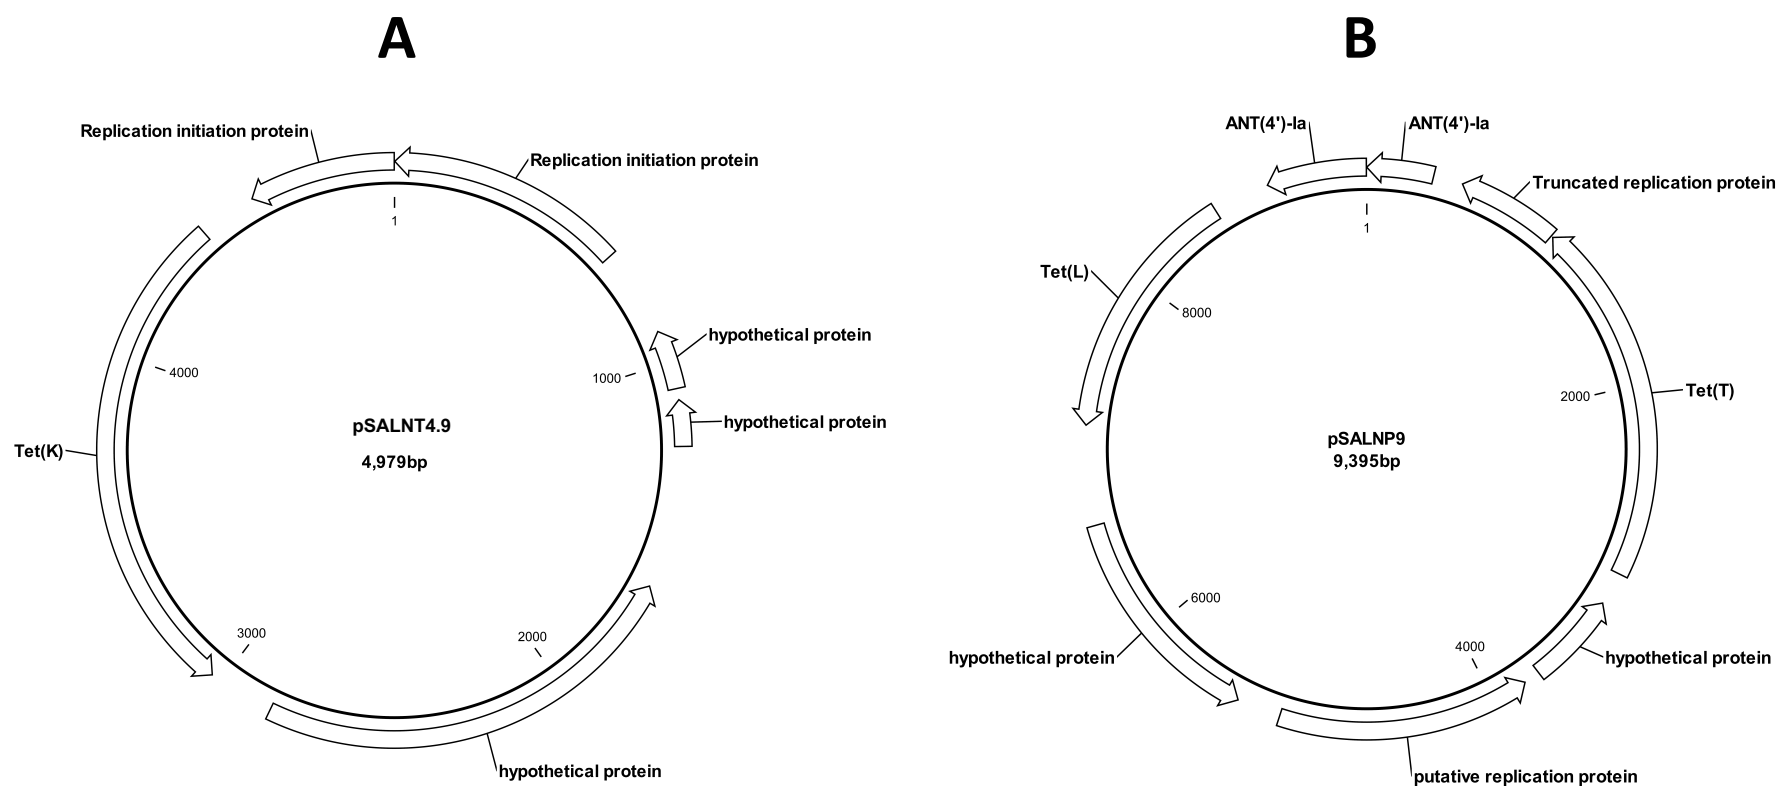 A
B
Replication initiation protein
Replication initiation protein
hypothetical protein
hypothetical protein
hypothetical protein
Tet(K)
1
1000
2000
3000
4000
pSALNT4.9
4,979bp
ANT(4')-Ia
ANT(4')-Ia
Truncated replication protein
Tet(T)
hypothetical protein
putative replication protein
hypothetical protein
Tet(L)
1
2000
4000
6000
8000
pSALNP9
9,395bp